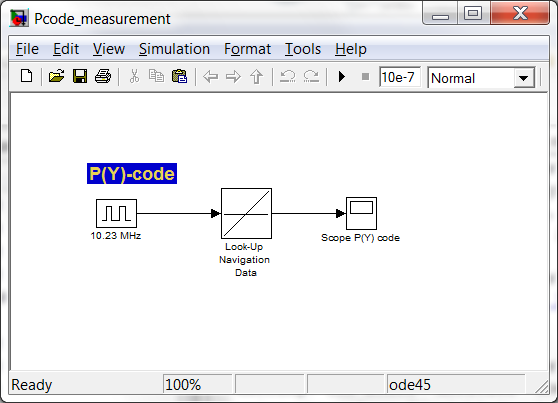 Pcode_measurement
File Edit View Simulation Format Tools Help
10e-7 Normal
P(Y)-code
10.23 MHz
Look-Up
Navigation
Data
Scope P(Y) code
Ready 100% ode45